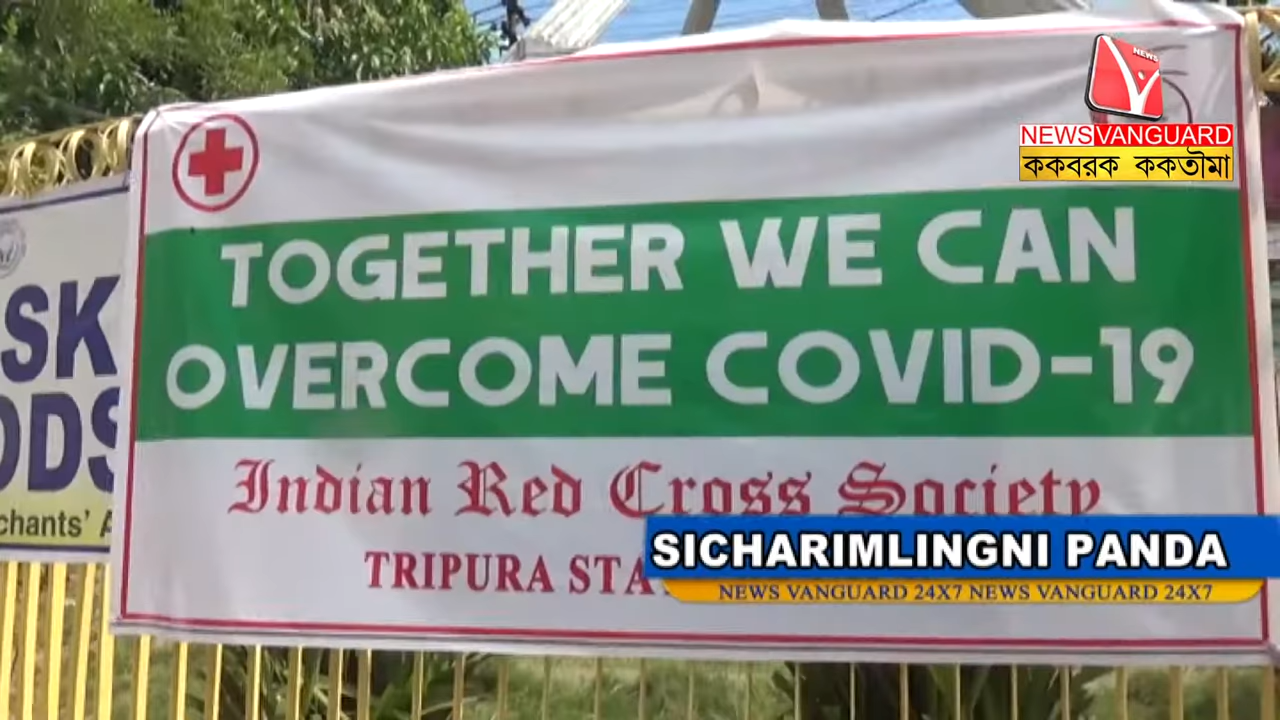 NEWS
NEWSVANGUARD
ককবরক ককতীমা
TOGETHER WE CAN
OVERCOME COVID-19
Indian Red Cross Society
TRIPURA STA
SK
ODS
chants' A
SICHARIMLINGNI PANDA
NEWS VANGUARD 24X7 NEWS VANGUARD 24X7